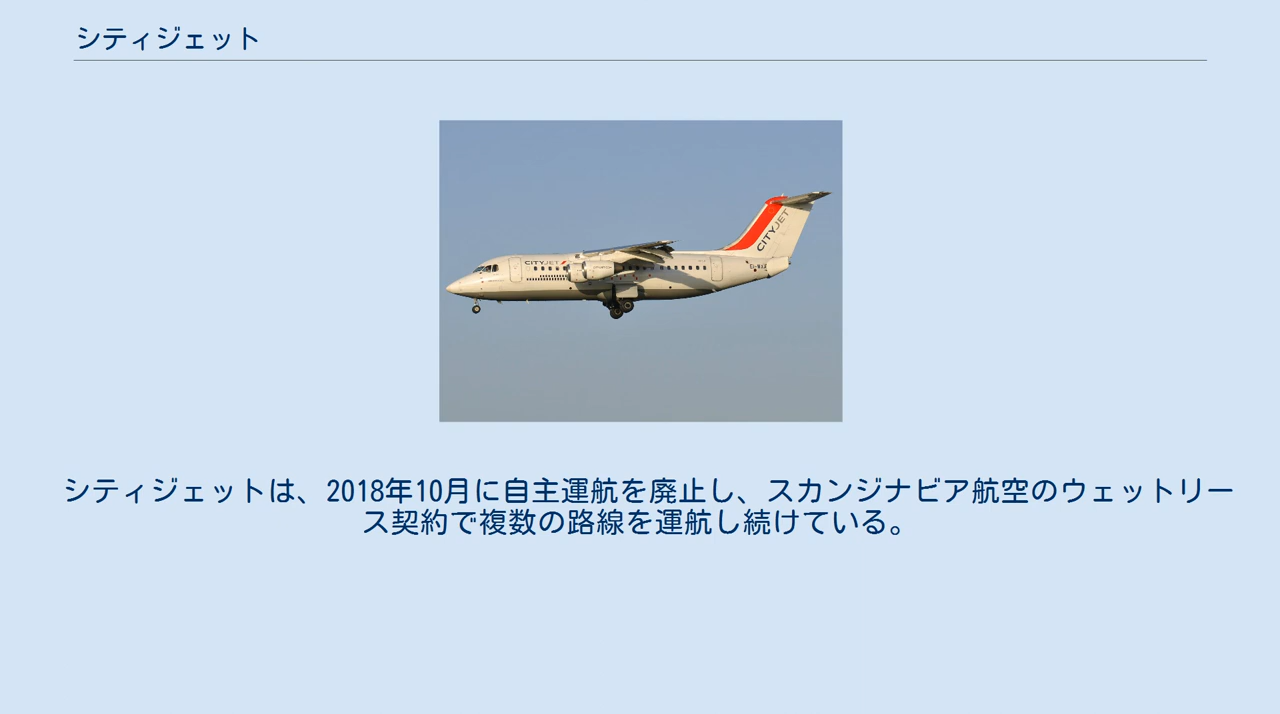 シティジェット
CITYJET
CITYJET
シティジェットは、2018年10月に自主運航を廃止し、スカンジナビア航空のウェットリー
ス契約で複数の路線を運航し続けている。